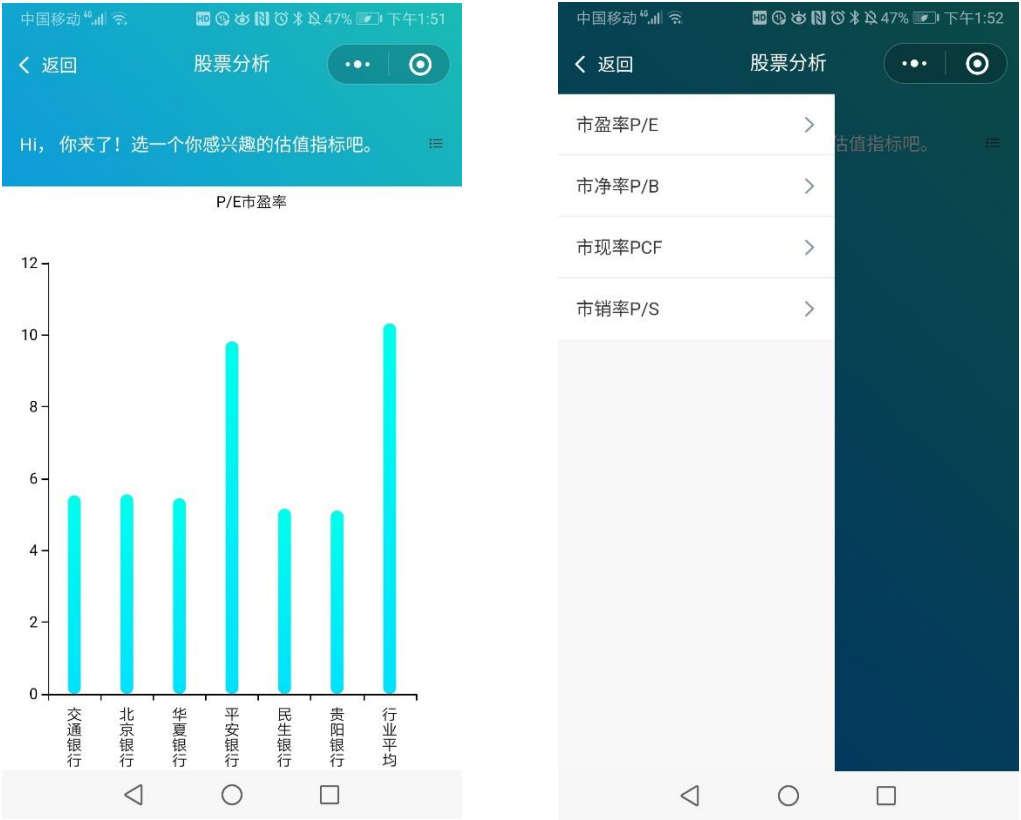 中国移动 4G HD 47% 下午1:51
返回 股票分析
Hi，你来了！选一个你感兴趣的估值指标吧。
P/E市盈率
12
10
8
6
4
2
0
交通银行
北京银行
华夏银行
平安银行
民生银行
贵阳银行
行业平均
中国移动 4G HD 47% 下午1:52
返回 股票分析
市盈率P/E
估值指标吧。
市净率P/B
市现率PCF
市销率P/S